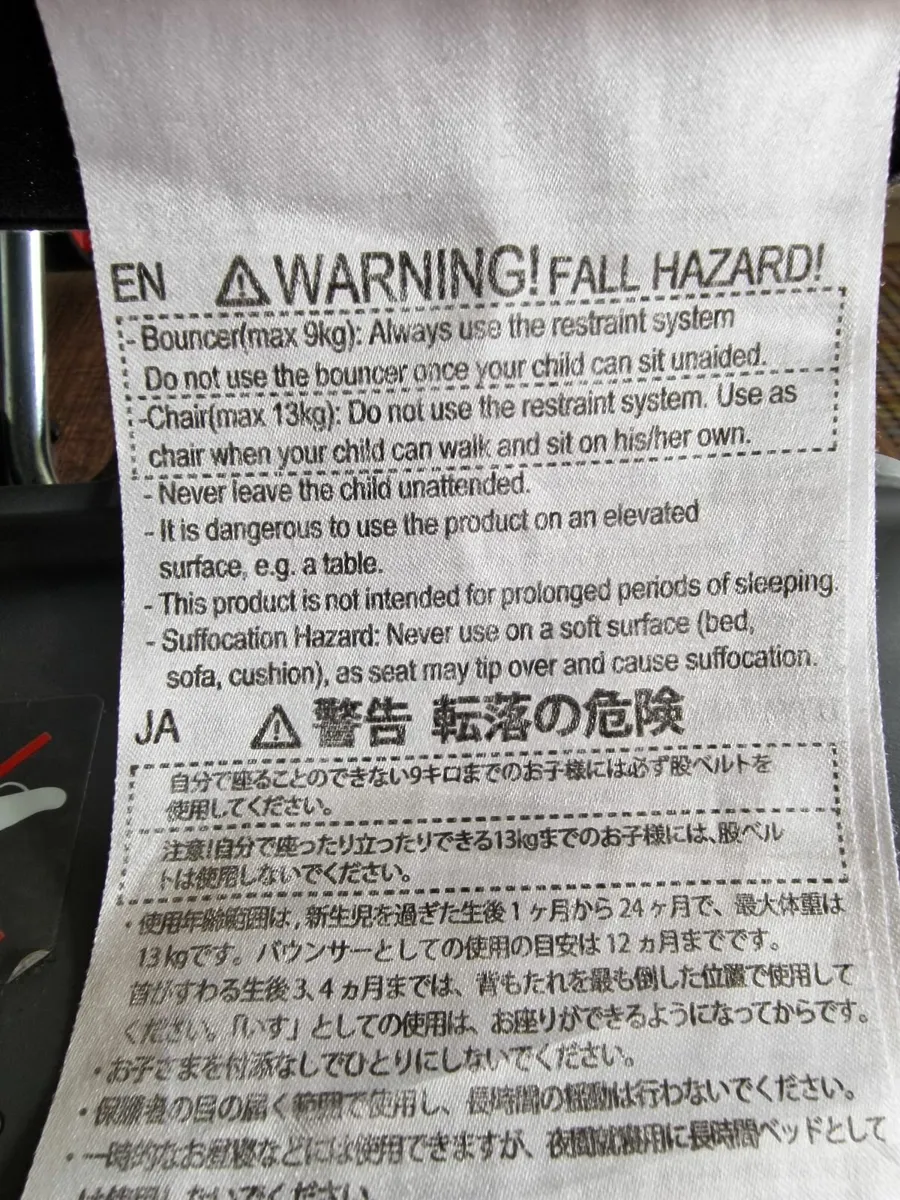 EN ⚠ WARNING! FALL HAZARD!
- Bouncer(max 9kg): Always use the restraint system
Do not use the bouncer once your child can sit unaided.
-Chair(max 13kg): Do not use the restraint system. Use as
chair when your child can walk and sit on his/her own.
- Never leave the child unattended.
- It is dangerous to use the product on an elevated
surface, e.g. a table.
- This product is not intended for prolonged periods of sleeping.
- Suffocation Hazard: Never use on a soft surface (bed,
sofa, cushion), as seat may tip over and cause suffocation.
JA ⚠ 警告 転落の危険
自分で座ることのできない9キロまでのお子様には必ず股ベルトを
使用してください。
注意!自分で座ったり立ったりできる13kgまでのお子様には、股ベル
トは使用しないでください。
・使用年齢範囲は,新生児を過ぎた生後1ヶ月から24ヶ月で、最大体重は
13kgです。バウンサーとしての使用の目安は12ヵ月までです。
首がすわる生後3、4ヵ月までは、背もたれを最も倒した位置で使用して
ください。「いす」としての使用は、お座りができるようになってからです。
・お子さまを付添なしでひとりにしないでください。
・保護者の目の届く範囲で使用し、長時間の振動は行わないでください。
・一時的なお昼寝などには使用できますが、夜間就寝用に長時間ベッドとして
は使用しないでください